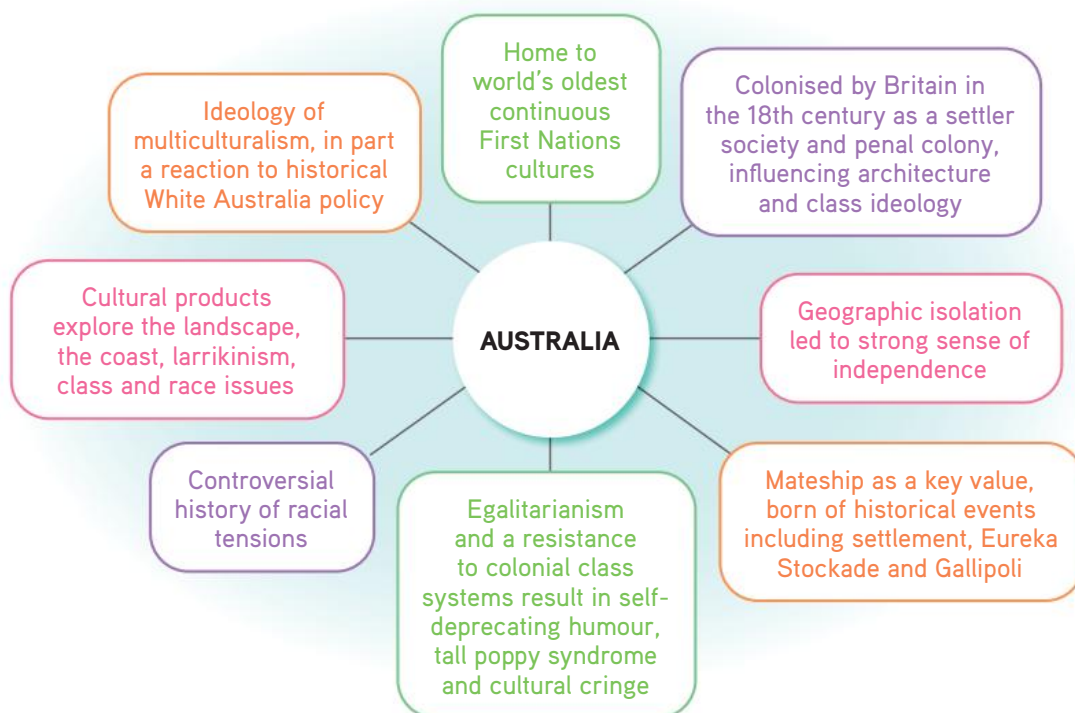 Home to
world's oldest
continuous
First Nations
cultures
Ideology of
multiculturalism, in part
a reaction to historical
White Australia policy
Colonised by Britain in
the 18th century as a settler
society and penal colony,
influencing architecture
and class ideology
Cultural products
explore the landscape,
the coast, larrikinism,
class and race issues
AUSTRALIA
Geographic isolation
led to strong sense of
independence
Controversial
history of racial
tensions
Egalitarianism
and a resistance
to colonial class
systems result in self-
deprecating humour,
tall poppy syndrome
and cultural cringe
Mateship as a key value,
born of historical events
including settlement, Eureka
Stockade and Gallipoli